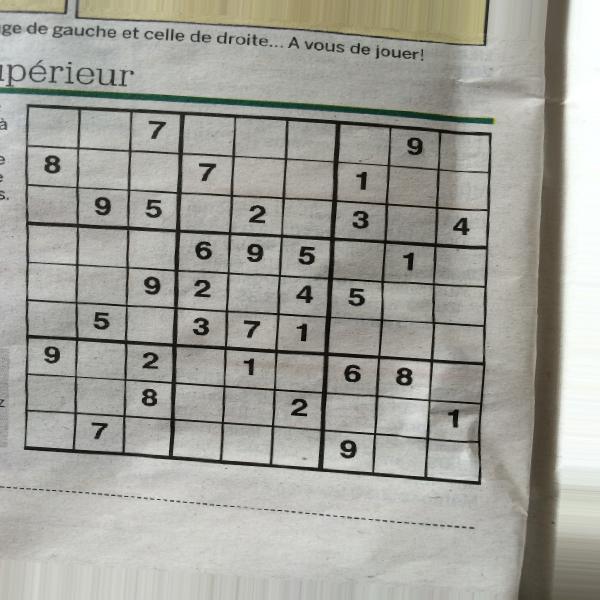 ge de gauche et celle de droite... A vous de jouer!
upérieur
à
e
e
s.
z
7 9
8 7 1
9 5 2 3 4
6 9 5 1
9 2 4 5
5 3 7 1
9 2 1 6 8
8 2 1
7 9